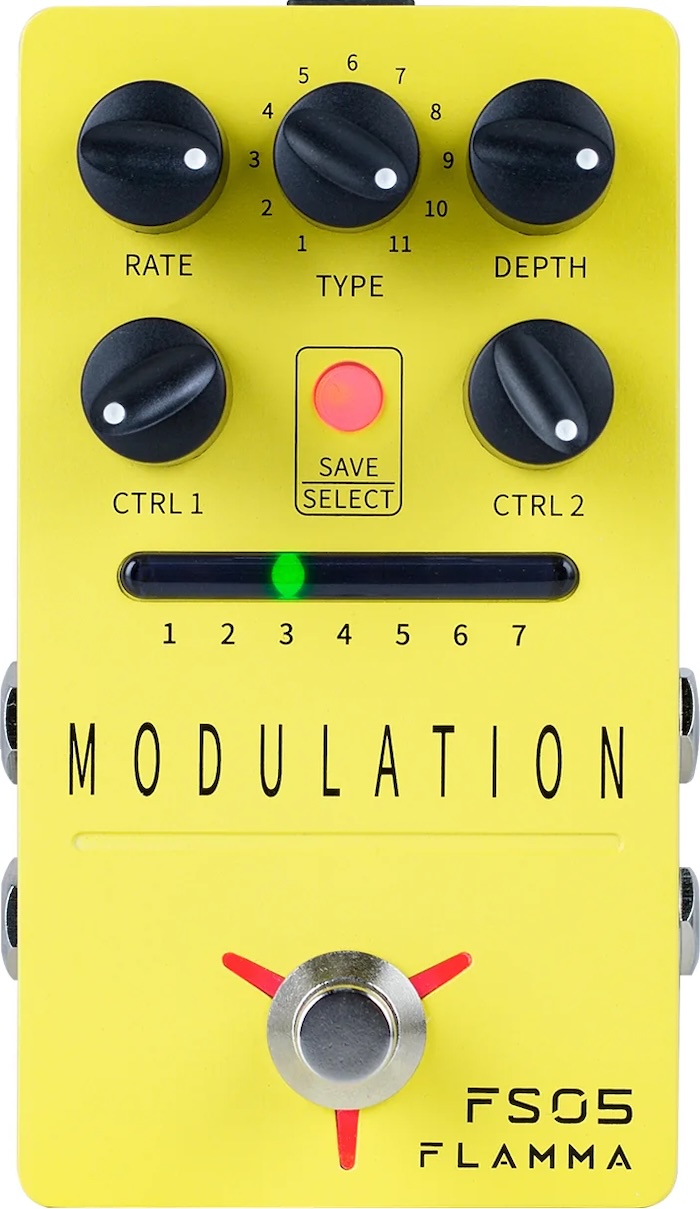 5 6 7
4 8
3 9
2 10
1 11
RATE TYPE DEPTH
SAVE
SELECT
CTRL 1 CTRL 2
1 2 3 4 5 6 7
MODULATION
FS05
FLAMMA